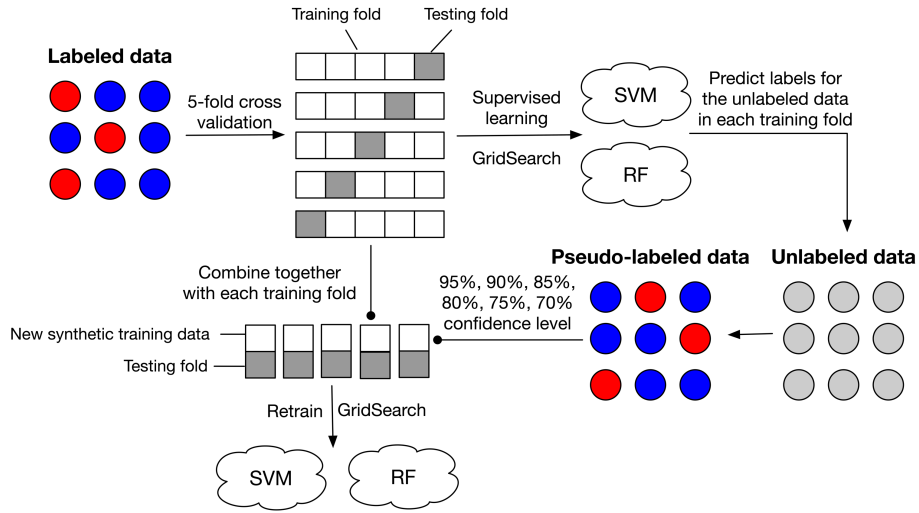 Training fold
Testing fold
Labeled data
5-fold cross
validation
Supervised
learning
GridSearch
SVM
RF
Predict labels for
the unlabeled data
in each training fold
Combine together
with each training fold
95%, 90%, 85%,
80%, 75%, 70%
confidence level
Pseudo-labeled data
Unlabeled data
New synthetic training data
Testing fold
Retrain
GridSearch
SVM
RF